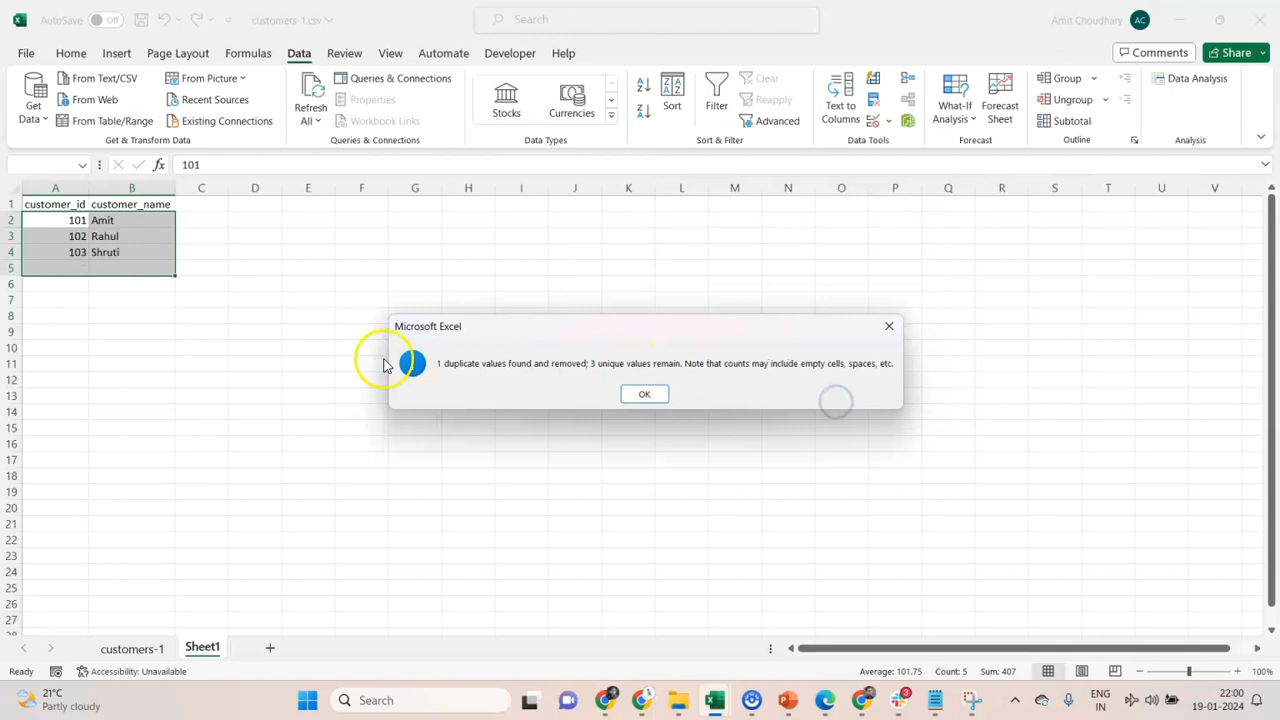 AutoSave Off customers-1.csv Search Amit Choudhary AC
File Home Insert Page Layout Formulas Data Review View Automate Developer Help Comments Share
Get Data From Text/CSV From Picture
From Web Recent Sources
From Table/Range Existing Connections
Get & Transform Data
Refresh All Queries & Connections
Properties
Workbook Links
Queries & Connections
Stocks Currencies
Data Types
Sort Filter Clear
Reapply
Advanced
Sort & Filter
Text to Columns
Data Tools
What-If Analysis Forecast Sheet
Forecast
Group
Ungroup
Subtotal
Outline
Data Analysis
Analysis
fx 101
A B C D E F G H I J K L M N O P Q R S T U V
1 customer_id customer_name
2 101 Amit
3 102 Rahul
4 103 Shruti
5
6
7
8
9
10
11
12
13
14
15
16
17
18
19
20
21
22
23
24
25
26
27
28
Microsoft Excel
1 duplicate values found and removed; 3 unique values remain. Note that counts may include empty cells, spaces, etc.
OK
customers-1 Sheet1
Ready Accessibility: Unavailable Average: 101.75 Count: 5 Sum: 407 100%
21°C
Partly cloudy
Search
3
ENG
IN
22:00
19-01-2024